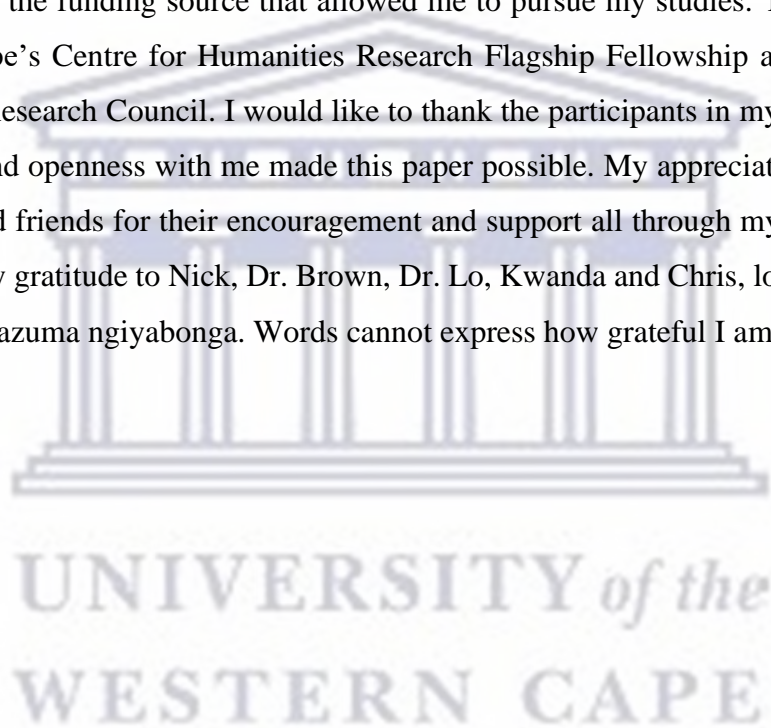 the funding source that allowed me to pursue my studies.
pe's Centre for Humanities Research Flagship Fellowship a
esearch Council. I would like to thank the participants in my
nd openness with me made this paper possible. My appreciat
d friends for their encouragement and support all through my
y gratitude to Nick, Dr. Brown, Dr. Lo, Kwanda and Chris, lo
azuma ngiyabonga. Words cannot express how grateful I am
UNIVERSITY of the
WESTERN CAPE